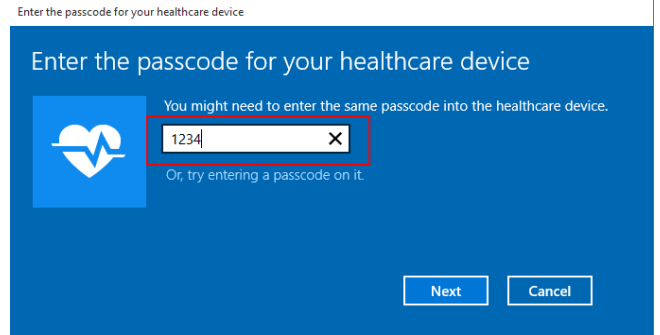 Enter the passcode for your healthcare device
Enter the passcode for your healthcare device
You might need to enter the same passcode into the healthcare device.
1234
Or, try entering a passcode on it.
Next
Cancel